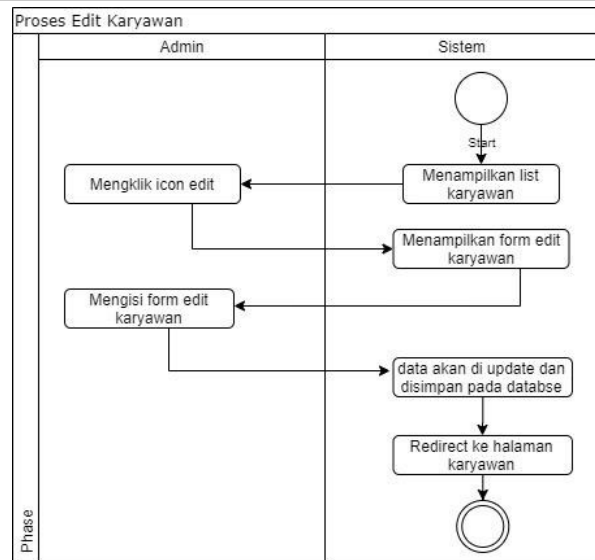 Proses Edit Karyawan
Admin
Sistem
Start
Menampilkan list
karyawan
Mengklik icon edit
Menampilkan form edit
karyawan
Mengisi form edit
karyawan
data akan di update dan
disimpan pada databse
Redirect ke halaman
karyawan
Phase